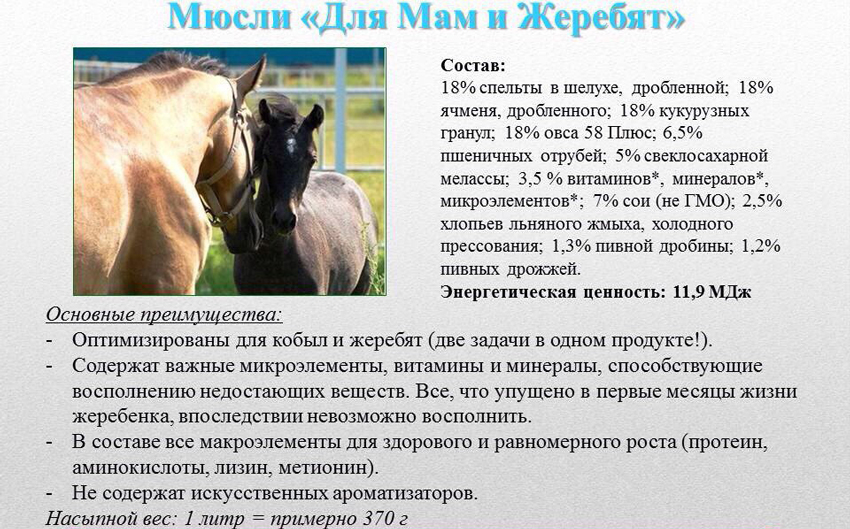 Мюсли «Для Мам и Жеребят»
Состав:
18% спельты в шелухе, дробленной; 18%
ячменя, дробленного; 18% кукурузных
гранул; 18% овса 58 Плюс; 6,5%
пшеничных отрубей; 5% свеклосахарной
мелассы; 3,5 % витаминов*, минералов*,
микроэлементов*; 7% сои (не ГМО); 2,5%
хлопьев льняного жмыха, холодного
прессования; 1,3% пивной дробины; 1,2%
пивных дрожжей.
Энергетическая ценность: 11,9 МДж
Основные преимущества:
- Оптимизированы для кобыл и жеребят (две задачи в одном продукте!).
- Содержат важные микроэлементы, витамины и минералы, способствующие
восполнению недостающих веществ. Все, что упущено в первые месяцы жизни
жеребенка, впоследствии невозможно восполнить.
- В составе все макроэлементы для здорового и равномерного роста (протеин,
аминокислоты, лизин, метионин).
- Не содержат искусственных ароматизаторов.
Насыпной вес: 1 литр = примерно 370 г